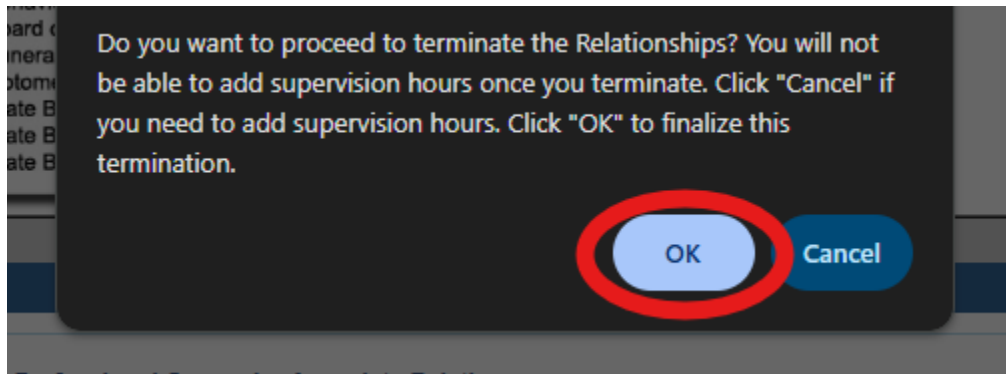 Do you want to proceed to terminate the Relationships? You will not
be able to add supervision hours once you terminate. Click "Cancel" if
you need to add supervision hours. Click "OK" to finalize this
termination.
OK Cancel